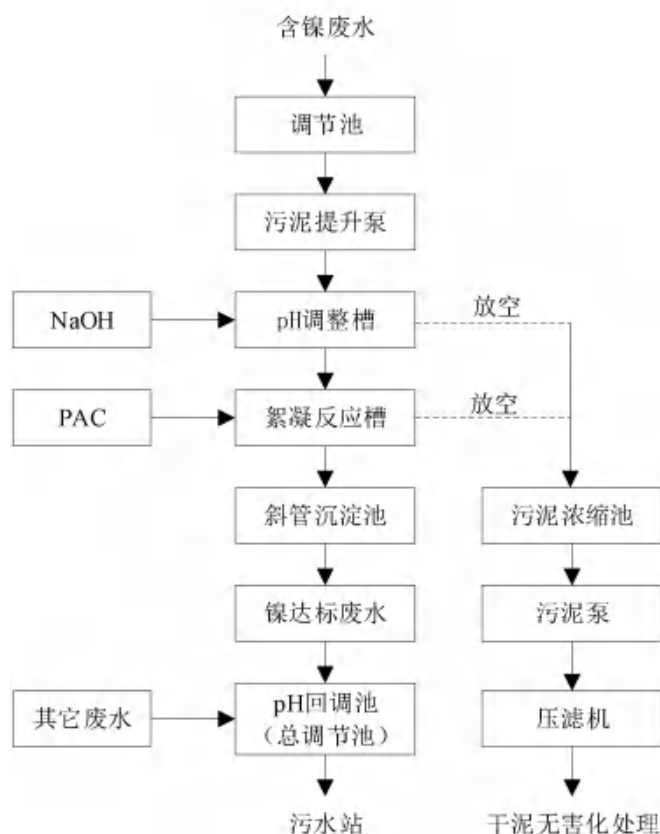 含镍废水
调节池
污泥提升泵
NaOH
pH调整槽
放空
PAC
絮凝反应槽
放空
斜管沉淀池
污泥浓缩池
镍达标废水
污泥泵
其它废水
pH回调池
（总调节池）
压滤机
污水站
干泥无害化处理